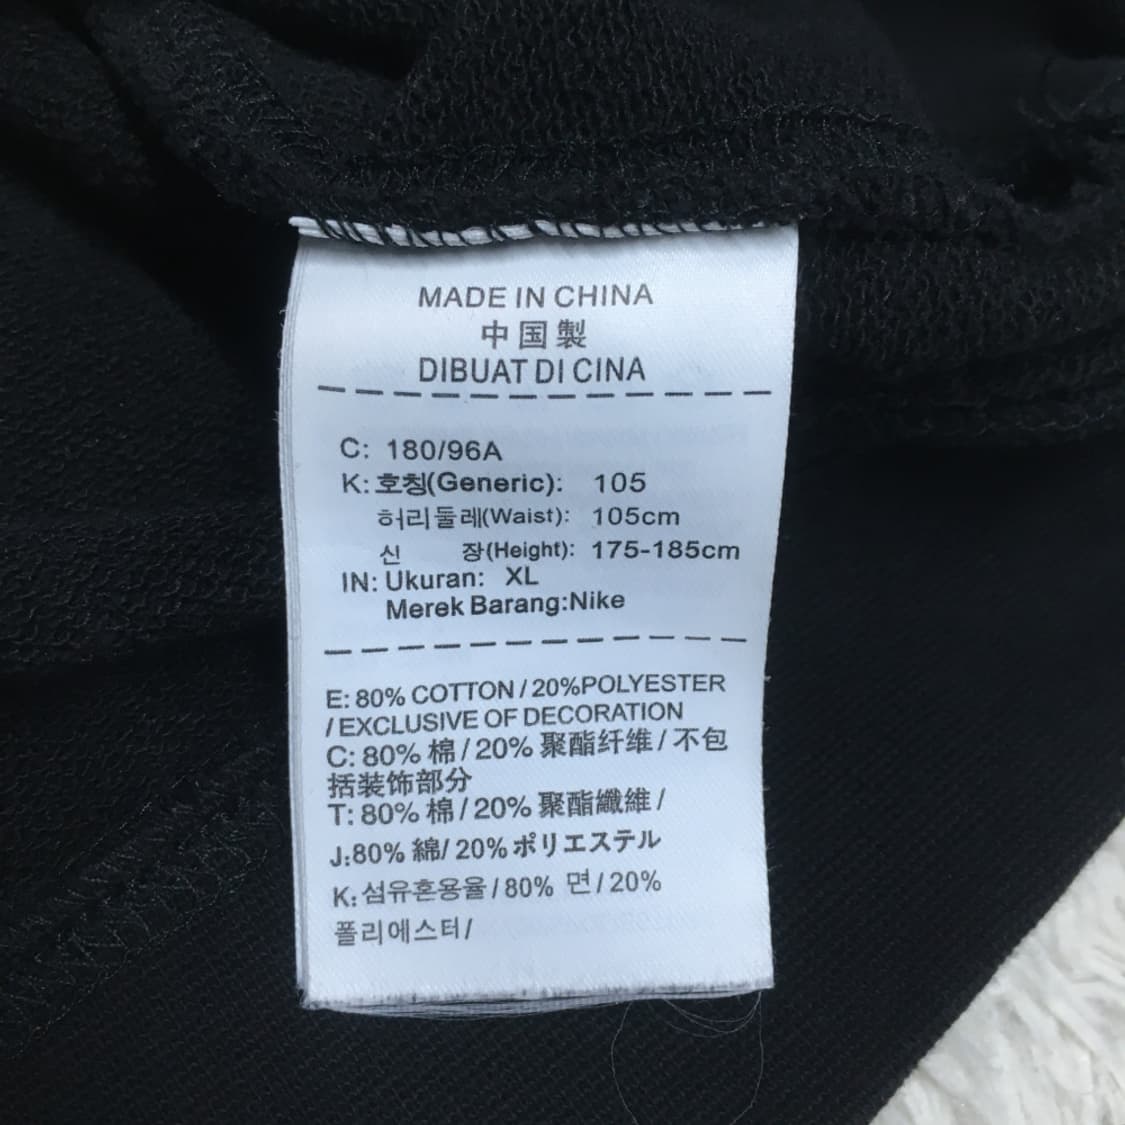 MADE IN CHINA
中国製
DIBUAT DI CINA
C: 180/96A
K: 호칭(Generic): 105
허리둘레(Waist): 105cm
신 장(Height): 175-185cm
IN: Ukuran: XL
Merek Barang:Nike
E: 80% COTTON / 20%POLYESTER
/ EXCLUSIVE OF DECORATION
C: 80% 棉 / 20% 聚酯纤维 / 不包
括装饰部分
T: 80% 棉 / 20% 聚酯纖維 /
J:80% 綿/ 20%ポリエステル
K: 섬유혼용율 / 80% 면 / 20%
폴리에스터/